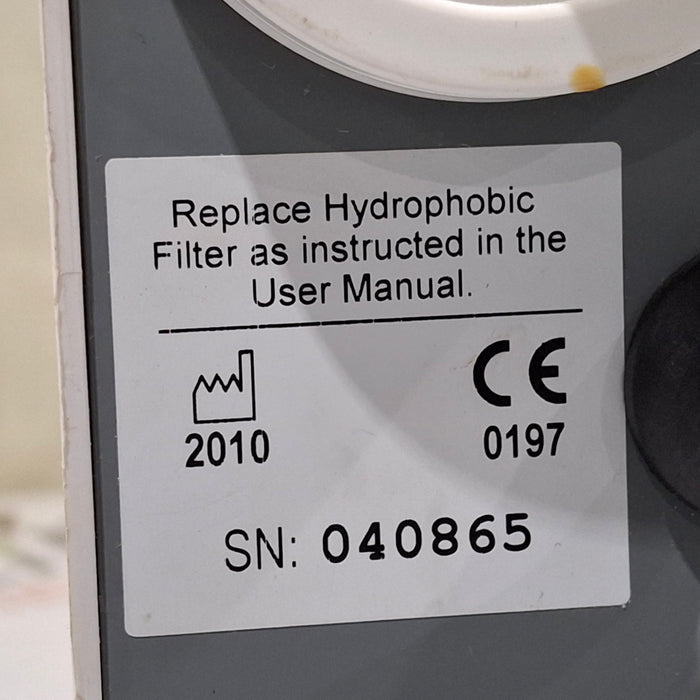 Replace Hydrophobic
Filter as instructed in the
User Manual.
CE
2010
0197
SN: 040865